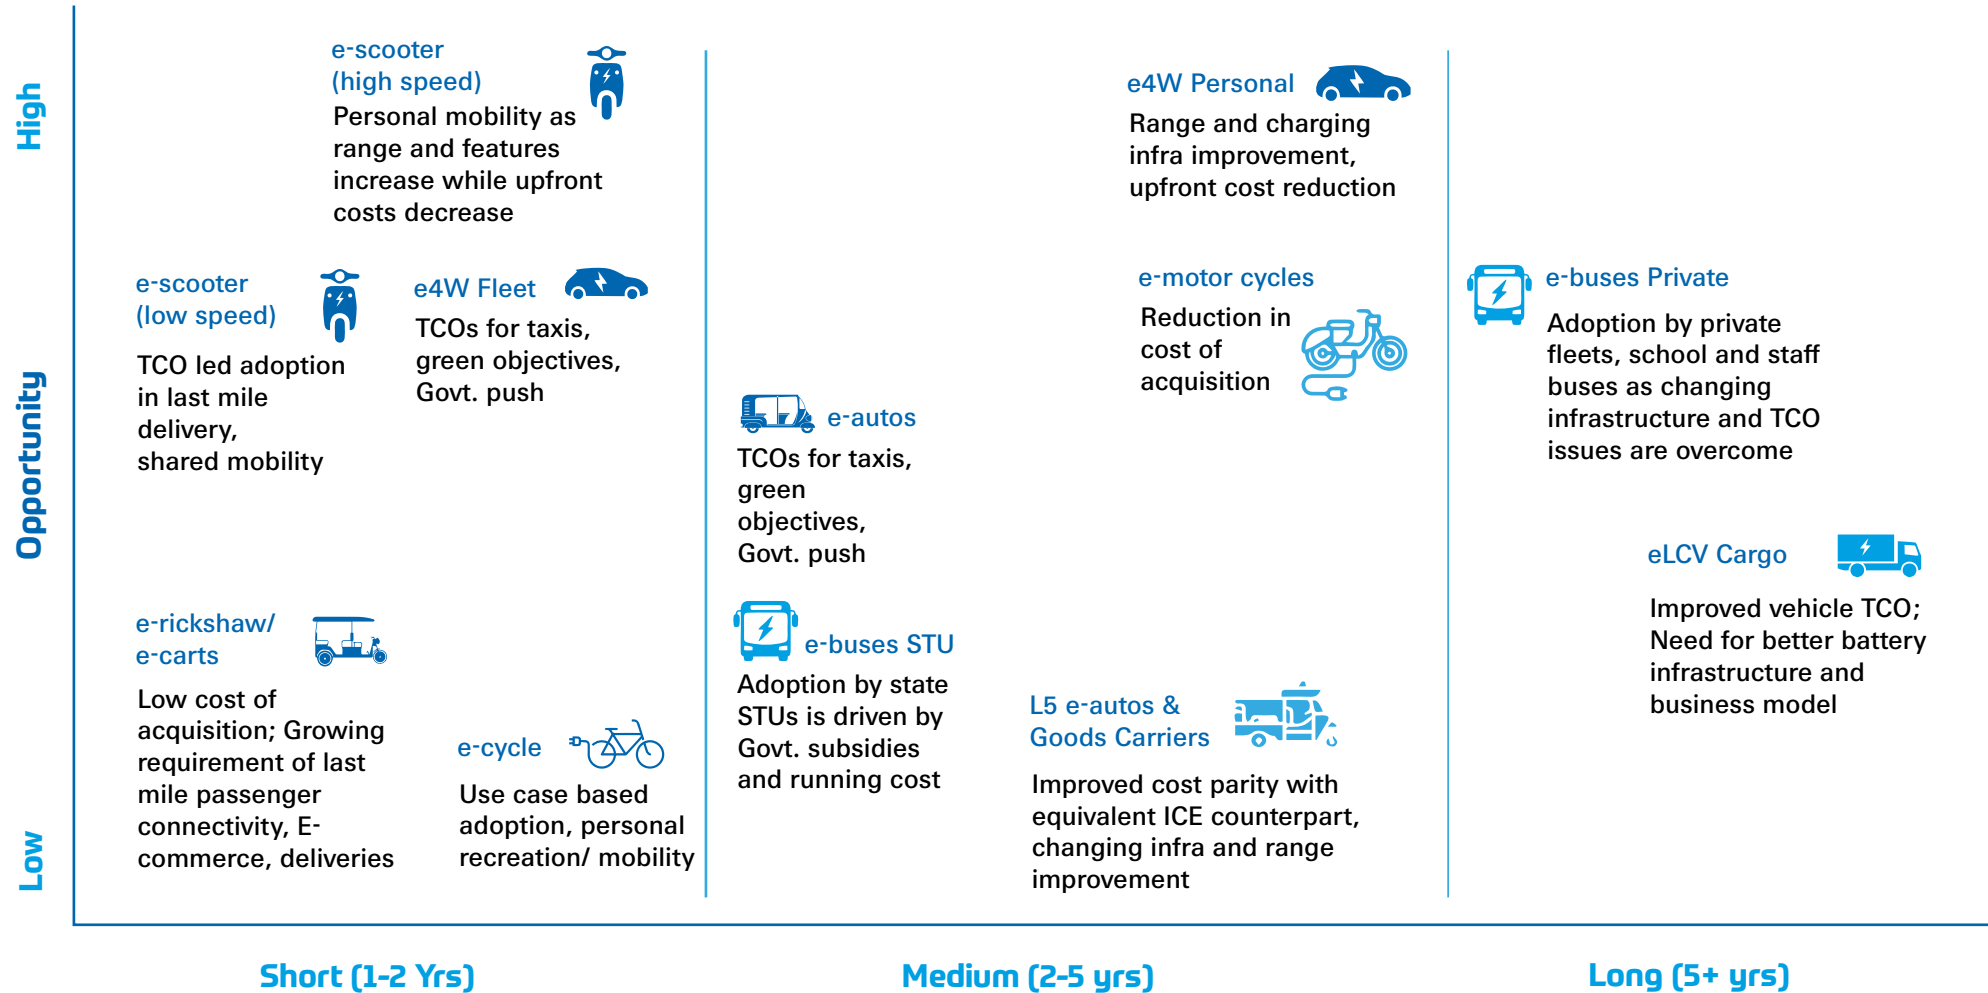 High
Opportunity
Low
e-scooter
(high speed)
Personal mobility as
range and features
increase while upfront
costs decrease
e-scooter
(low speed)
TCO led adoption
in last mile
delivery,
shared mobility
e4W Fleet
TCOs for taxis,
green objectives,
Govt. push
e-rickshaw/
e-carts
Low cost of
acquisition; Growing
requirement of last
mile passenger
connectivity, E-
commerce, deliveries
e-cycle
Use case based
adoption, personal
recreation/ mobility
e4W Personal
Range and charging
infra improvement,
upfront cost reduction
e-motor cycles
Reduction in
cost of
acquisition
e-autos
TCOs for taxis,
green
objectives,
Govt. push
e-buses STU
Adoption by state
STUs is driven by
Govt. subsidies
and running cost
L5 e-autos &
Goods Carriers
Improved cost parity with
equivalent ICE counterpart,
changing infra and range
improvement
e-buses Private
Adoption by private
fleets, school and staff
buses as changing
infrastructure and TCO
issues are overcome
eLCV Cargo
Improved vehicle TCO;
Need for better battery
infrastructure and
business model
Short (1-2 Yrs)
Medium (2-5 yrs)
Long (5+ yrs)